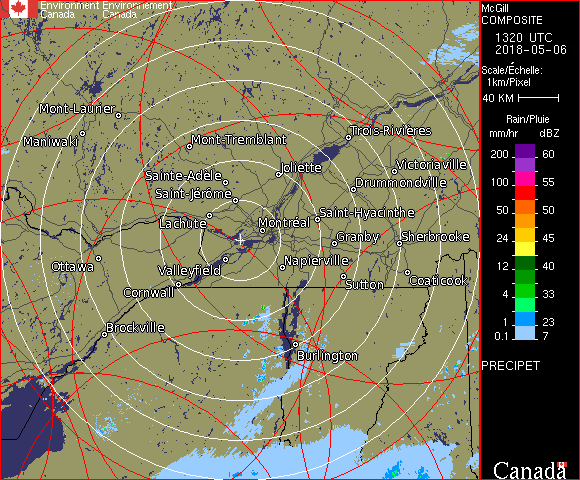 Environment Environnement
Canada Canada
McGill
COMPOSITE
1320 UTC
2018-05-06
Scale/Échelle:
1km/Pixel
40 KM
Rain/Pluie
mm/hr dBZ
200 60
150 57
100 55
50 50
24 45
12 40
4 33
1 23
0.1 7
PRECIPET
Canada
Mont-Laurier
Maniwaki
Mont-Tremblant
Trois-Rivières
Joliette
Victoriaville
Sainte-Adèle
Drummondville
Saint-Jérôme
Lachute
Montréal
Saint-Hyacinthe
Granby
Sherbrooke
Ottawa
Valleyfield
Napierville
Cornwall
Sutton
Coaticook
Brockville
Burlington